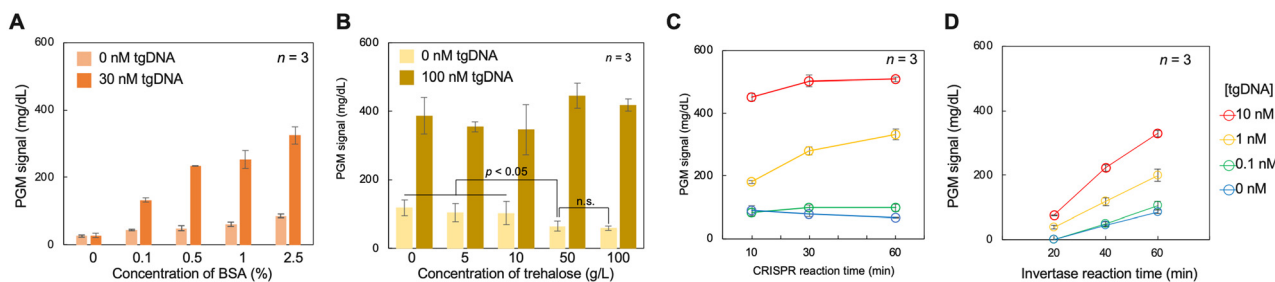 A
PGM signal (mg/dL)
600
400
200
0
0 nM tgDNA
30 nM tgDNA
n = 3
0 0.1 0.5 1 2.5
Concentration of BSA (%)
B
PGM signal (mg/dL)
600
400
200
0
0 nM tgDNA
100 nM tgDNA
n = 3
p < 0.05
n.s.
0 5 10 50 100
Concentration of trehalose (g/L)
C
PGM signal (mg/dL)
600
400
200
0
n = 3
10 30 60
CRISPR reaction time (min)
D
PGM signal (mg/dL)
600
400
200
0
n = 3
20 40 60
Invertase reaction time (min)
[tgDNA]
10 nM
1 nM
0.1 nM
0 nM